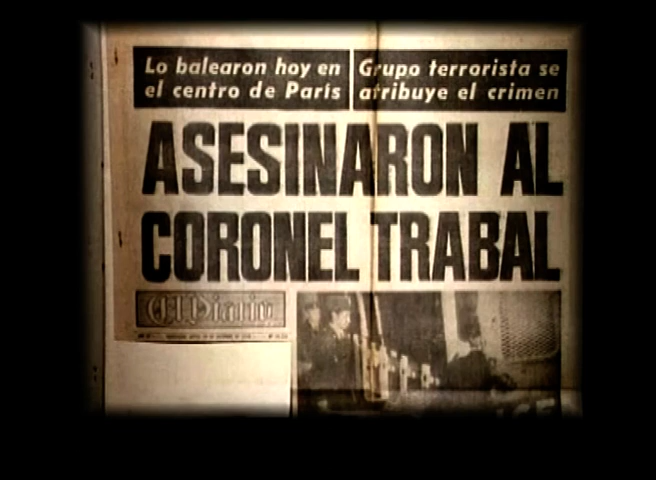 Lo balearon hoy en
el centro de París
Grupo terrorista se
atribuye el crimen
ASESINARON AL
CORONEL TRABAL
El Diario